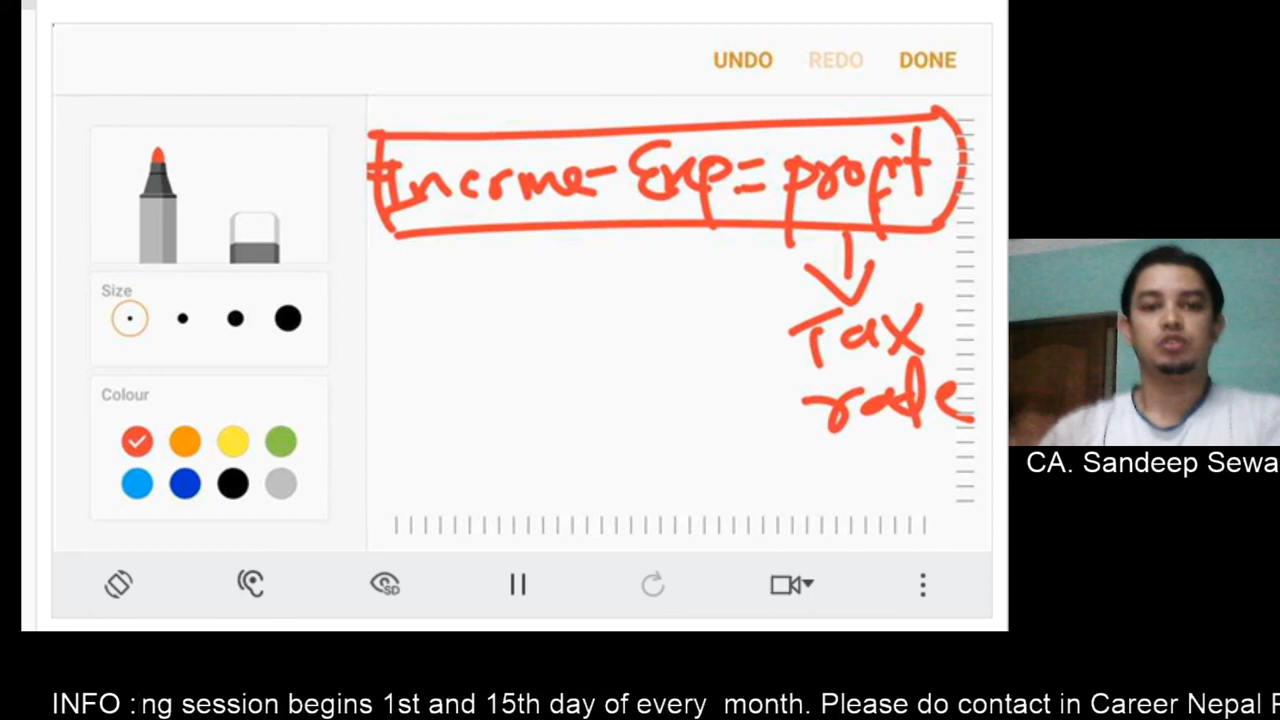 UNDO REDO DONE
Income - Exp = profit
Tax
rate
Size
Colour
SD
CA. Sandeep Sewa
INFO : ng session begins 1st and 15th day of every month. Please do contact in Career Nepal